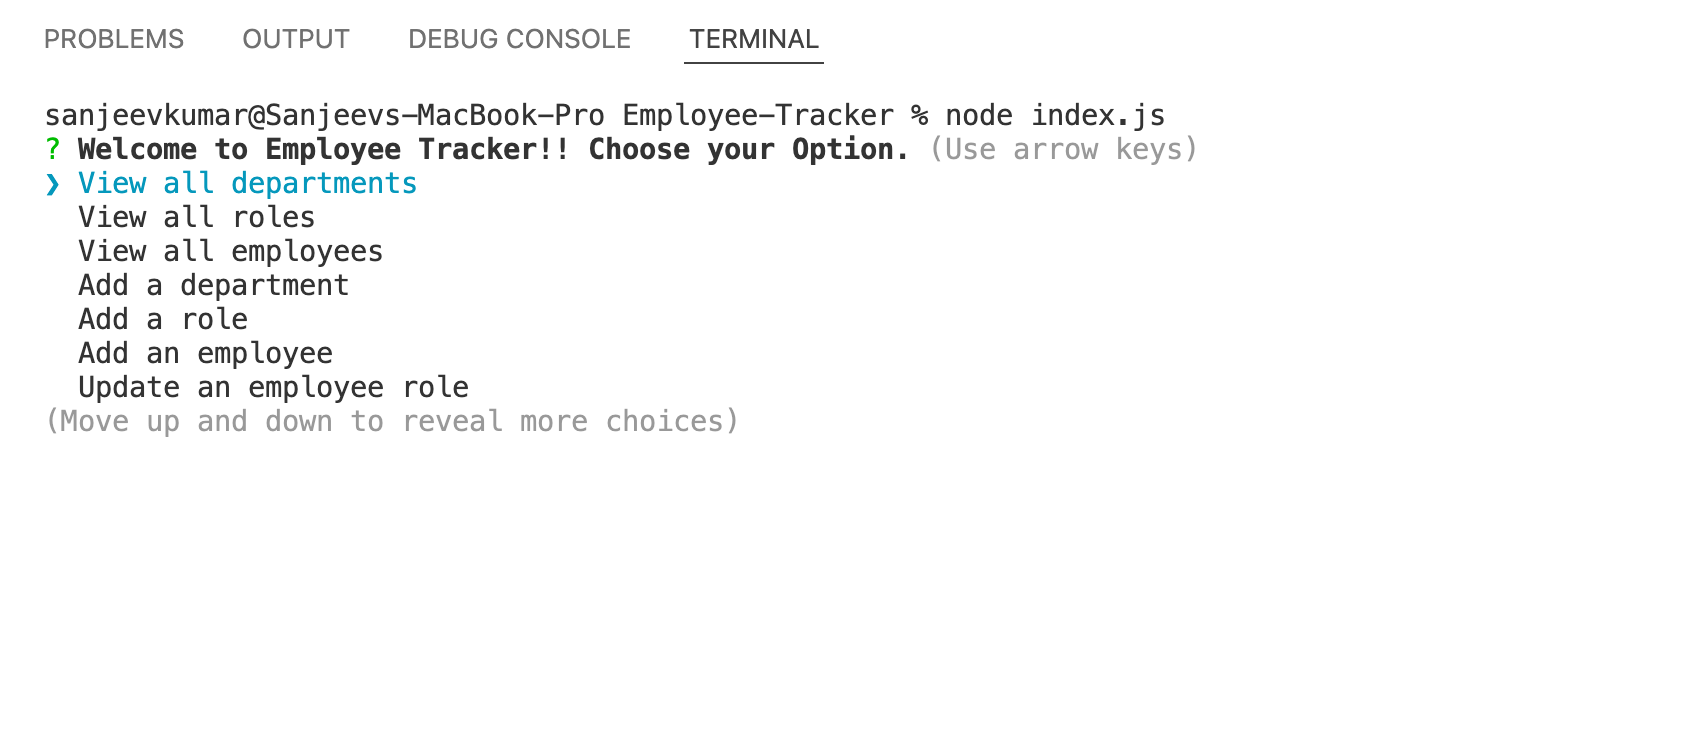 PROBLEMS OUTPUT DEBUG CONSOLE TERMINAL
sanjeevkumar@Sanjeevs-MacBook-Pro Employee-Tracker % node index.js
? Welcome to Employee Tracker!! Choose your Option. (Use arrow keys)
❯ View all departments
View all roles
View all employees
Add a department
Add a role
Add an employee
Update an employee role
(Move up and down to reveal more choices)